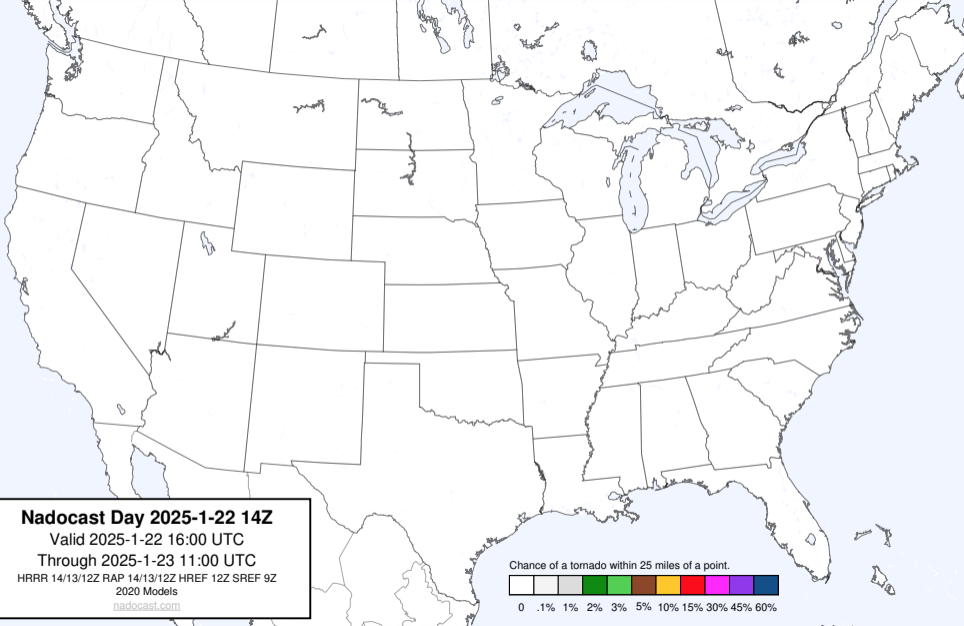 Nadocast Day 2025-1-22 14Z
Valid 2025-1-22 16:00 UTC
Through 2025-1-23 11:00 UTC
HRRR 14/13/12Z RAP 14/13/12Z HREF 12Z SREF 9Z
2020 Models
nadocast.com
Chance of a tornado within 25 miles of a point.
0 .1% 1% 2% 3% 5% 10% 15% 30% 45% 60%